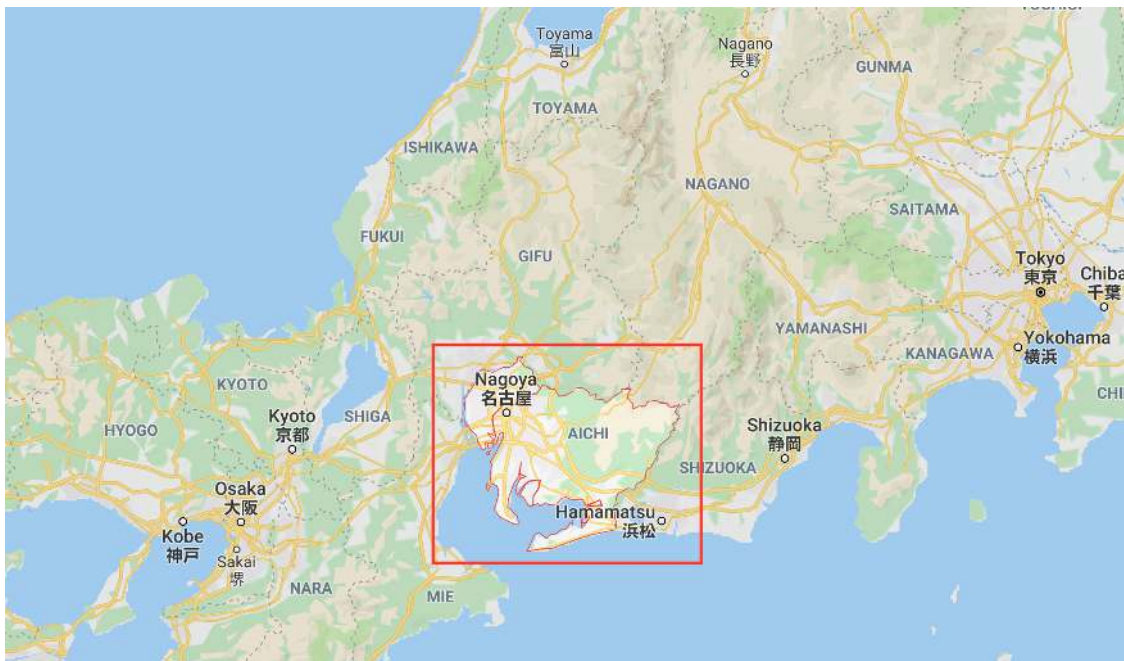 Toyama
富山
Nagano
長野
GUNMA
TOYAMA
ISHIKAWA
NAGANO
SAITAMA
FUKUI
GIFU
Tokyo
東京
Chiba
千葉
YAMANASHI
Yokohama
横浜
KANAGAWA
KYOTO
Nagoya
名古屋
SHIGA
Kyoto
京都
HYOGO
AICHI
Shizuoka
静岡
SHIZUOKA
Osaka
大阪
Kobe
神戸
Hamamatsu
浜松
Sakai
堺
NARA
MIE
CHI